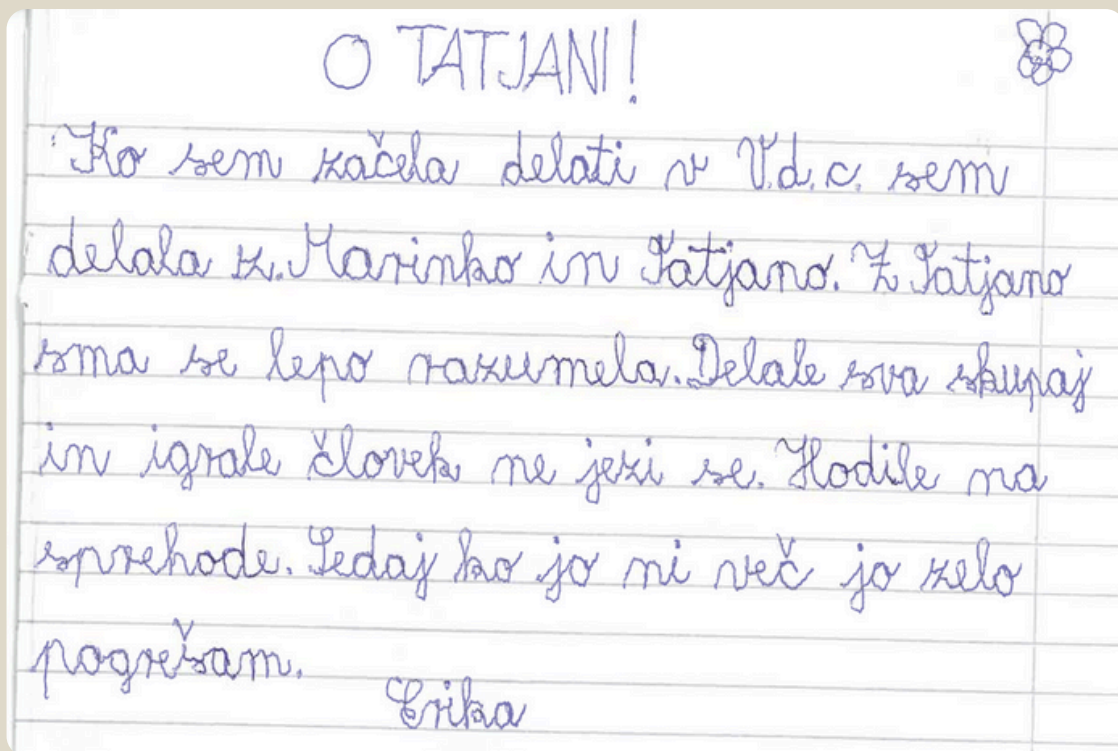 O TATJANI!
Ko sem začela delati v V.d.c. sem
delala z. Marinko in Tatjano. Z Tatjano
sma se lepo razumela. Delale sva skupaj
in igrale človek ne jezi se. Hodile na
sprehode. Sedaj ko jo ni več jo zelo
pogrešam.
Erika